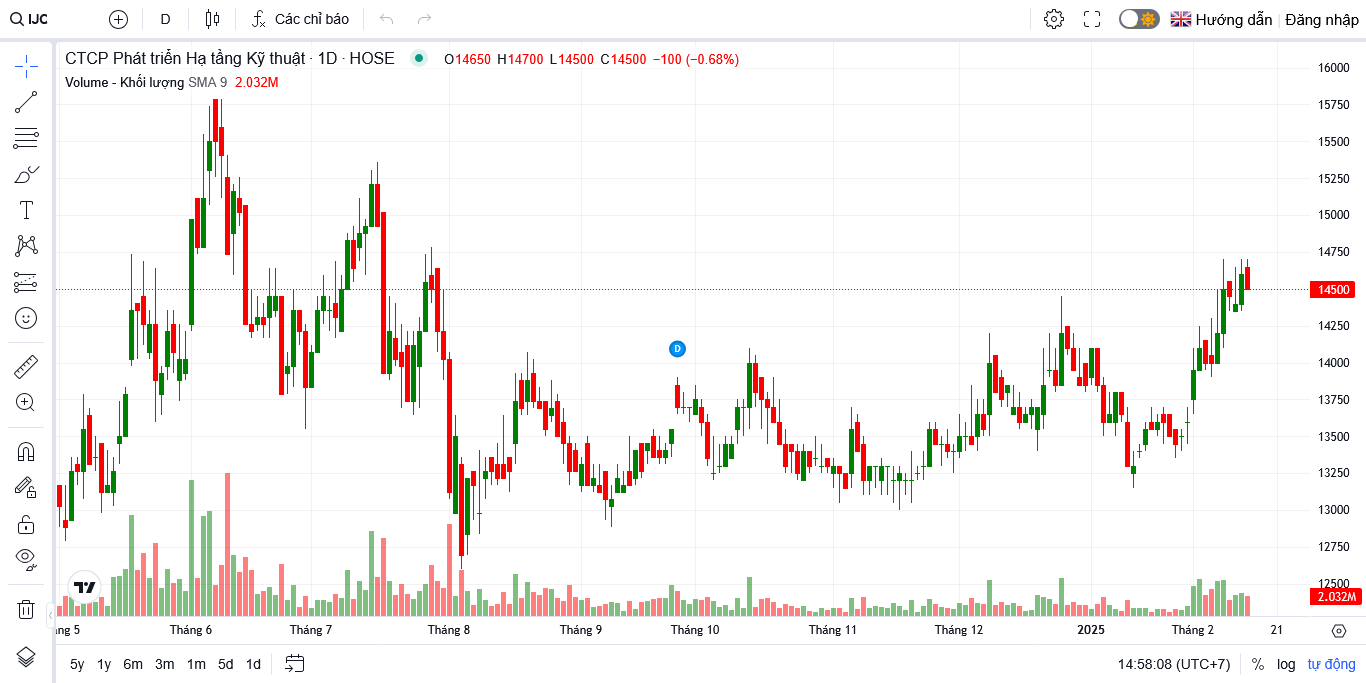 IJC D Các chỉ báo Hướng dẫn Đăng nhập
CTCP Phát triển Hạ tầng Kỹ thuật · 1D · HOSE O14650 H14700 L14500 C14500 −100 (−0.68%)
Volume - Khối lượng SMA 9 2.032M
16000
15750
15500
15250
15000
14750
14500
14250
14000
D
13750
13500
13250
13000
12750
12500
2.032M
ng 5 Tháng 6 Tháng 7 Tháng 8 Tháng 9 Tháng 10 Tháng 11 Tháng 12 2025 Tháng 2 21
5y 1y 6m 3m 1m 5d 1d 14:58:08 (UTC+7) % log tự động